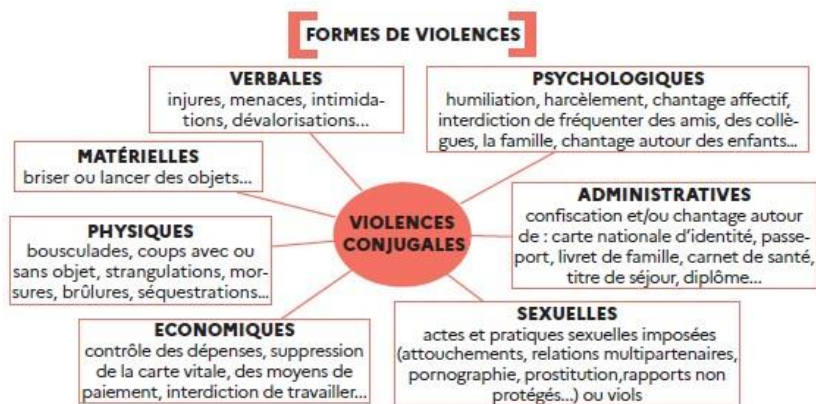 FORMES DE VIOLENCES
VERBALES
injures, menaces, intimida-
tions, dévalorisations...
PSYCHOLOGIQUES
humiliation, harcèlement, chantage affectif,
interdiction de fréquenter des amis, des collè-
gues, la famille, chantage autour des enfants...
MATÉRIELLES
briser ou lancer des objets...
ADMINISTRATIVES
confiscation et/ou chantage autour
de : carte nationale d'identité, passe-
port, livret de famille, carnet de santé,
titre de séjour, diplôme...
VIOLENCES
CONJUGALES
PHYSIQUES
bousculades, coups avec ou
sans objet, strangulations, mor-
sures, brûlures, séquestrations...
ECONOMIQUES
contrôle des dépenses, suppression
de la carte vitale, des moyens de
paiement, interdiction de travailler...
SEXUELLES
actes et pratiques sexuelles imposées
(attouchements, relations multipartenaires,
pornographie, prostitution,rapports non
protégés...) ou viols